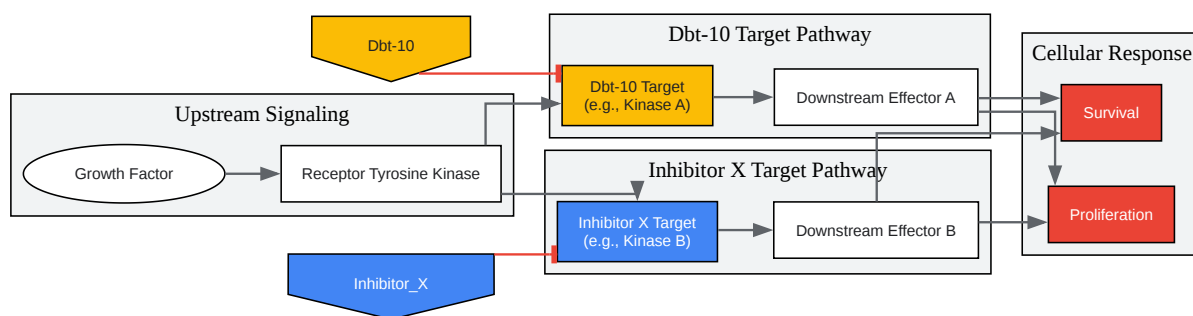 Dbt-10
Dbt-10 Target Pathway
Cellular Response
Dbt-10 Target
(e.g., Kinase A)
Downstream Effector A
Survival
Upstream Signaling
Growth Factor
Receptor Tyrosine Kinase
Inhibitor X Target Pathway
Inhibitor X Target
(e.g., Kinase B)
Downstream Effector B
Proliferation
Inhibitor_X